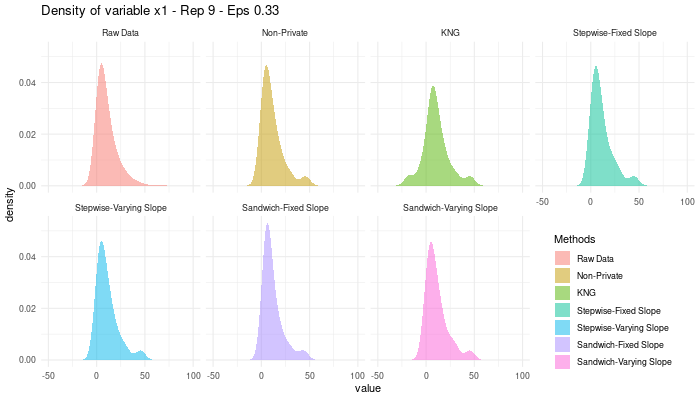 Density of variable x1 - Rep 9 - Eps 0.33
Raw Data
Non-Private
KNG
Stepwise-Fixed Slope
0.04
0.02
0.00
-50 0 50 100
density
Stepwise-Varying Slope
Sandwich-Fixed Slope
Sandwich-Varying Slope
0.04
0.02
0.00
-50 0 50 100
-50 0 50 100
-50 0 50 100
value
Methods
Raw Data
Non-Private
KNG
Stepwise-Fixed Slope
Stepwise-Varying Slope
Sandwich-Fixed Slope
Sandwich-Varying Slope